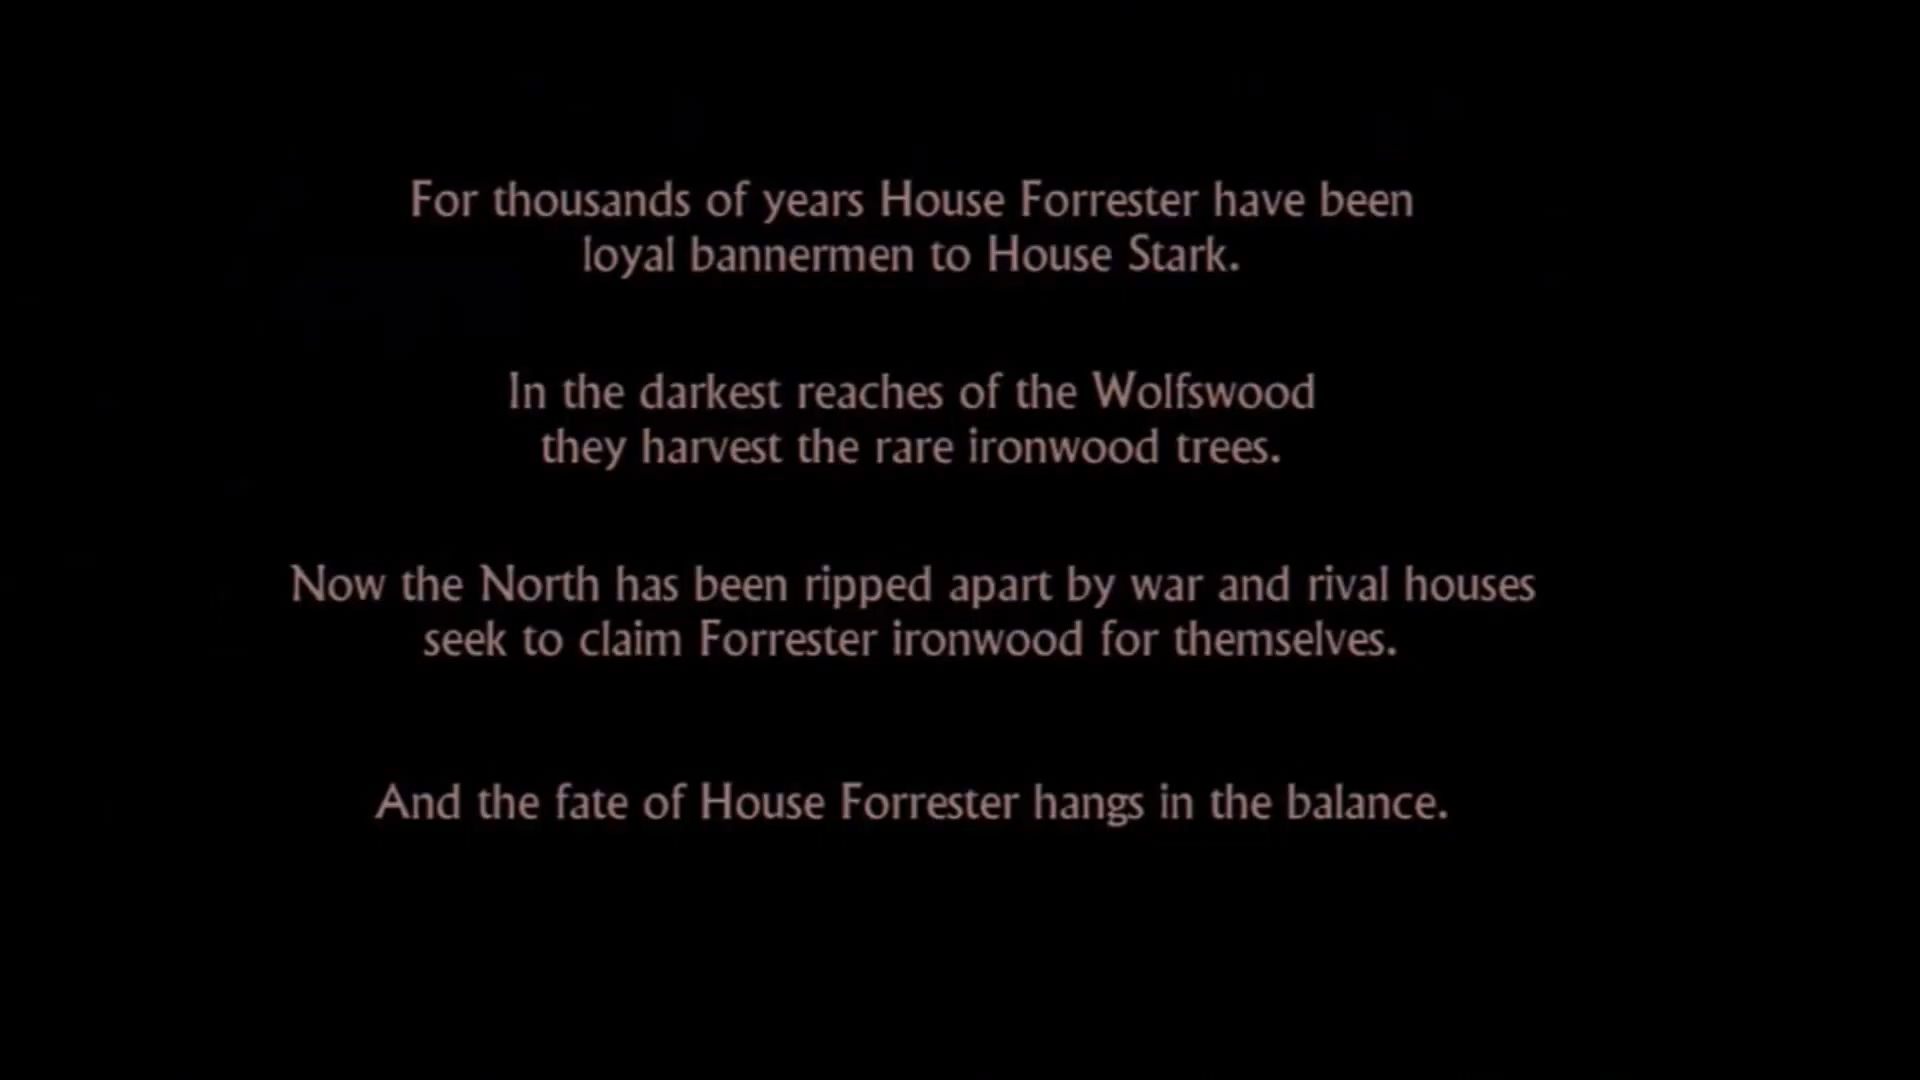 For thousands of years House Forrester have been
loyal bannermen to House Stark.
In the darkest reaches of the Wolfswood
they harvest the rare ironwood trees.
Now the North has been ripped apart by war and rival houses
seek to claim Forrester ironwood for themselves.
And the fate of House Forrester hangs in the balance.